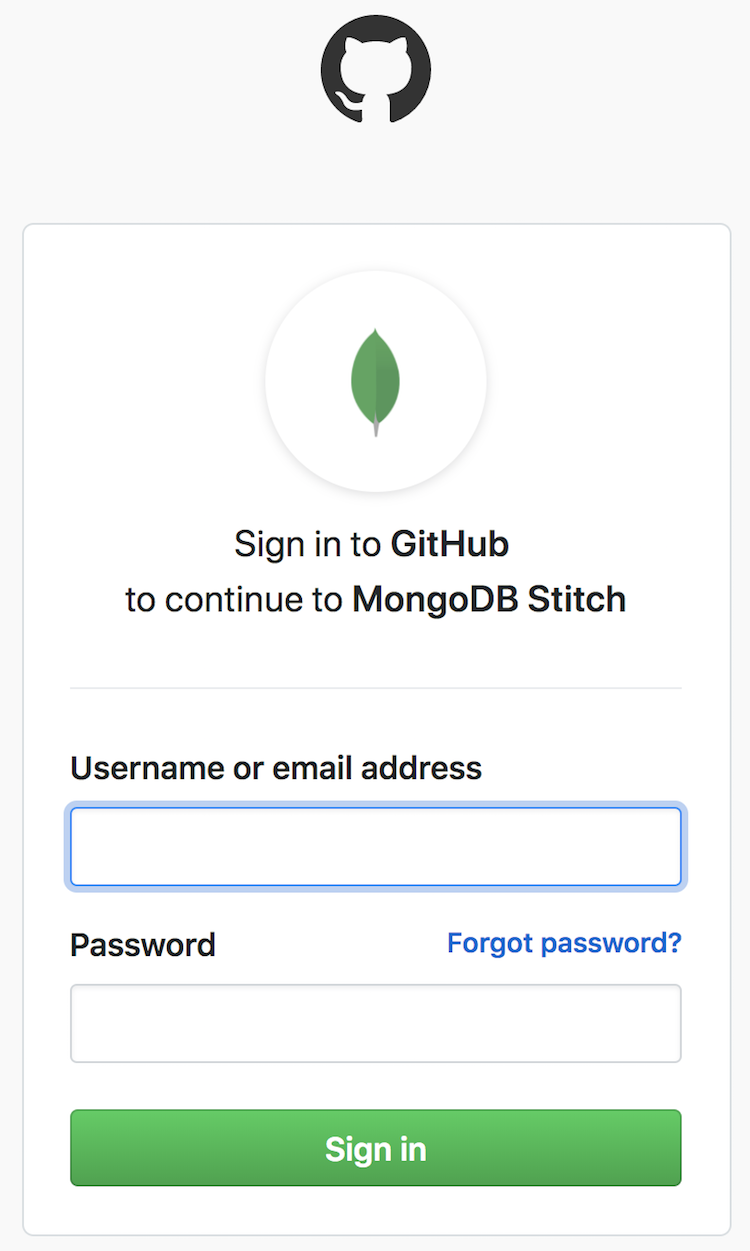 Sign in to GitHub
to continue to MongoDB Stitch
Username or email address
Password Forgot password?
Sign in